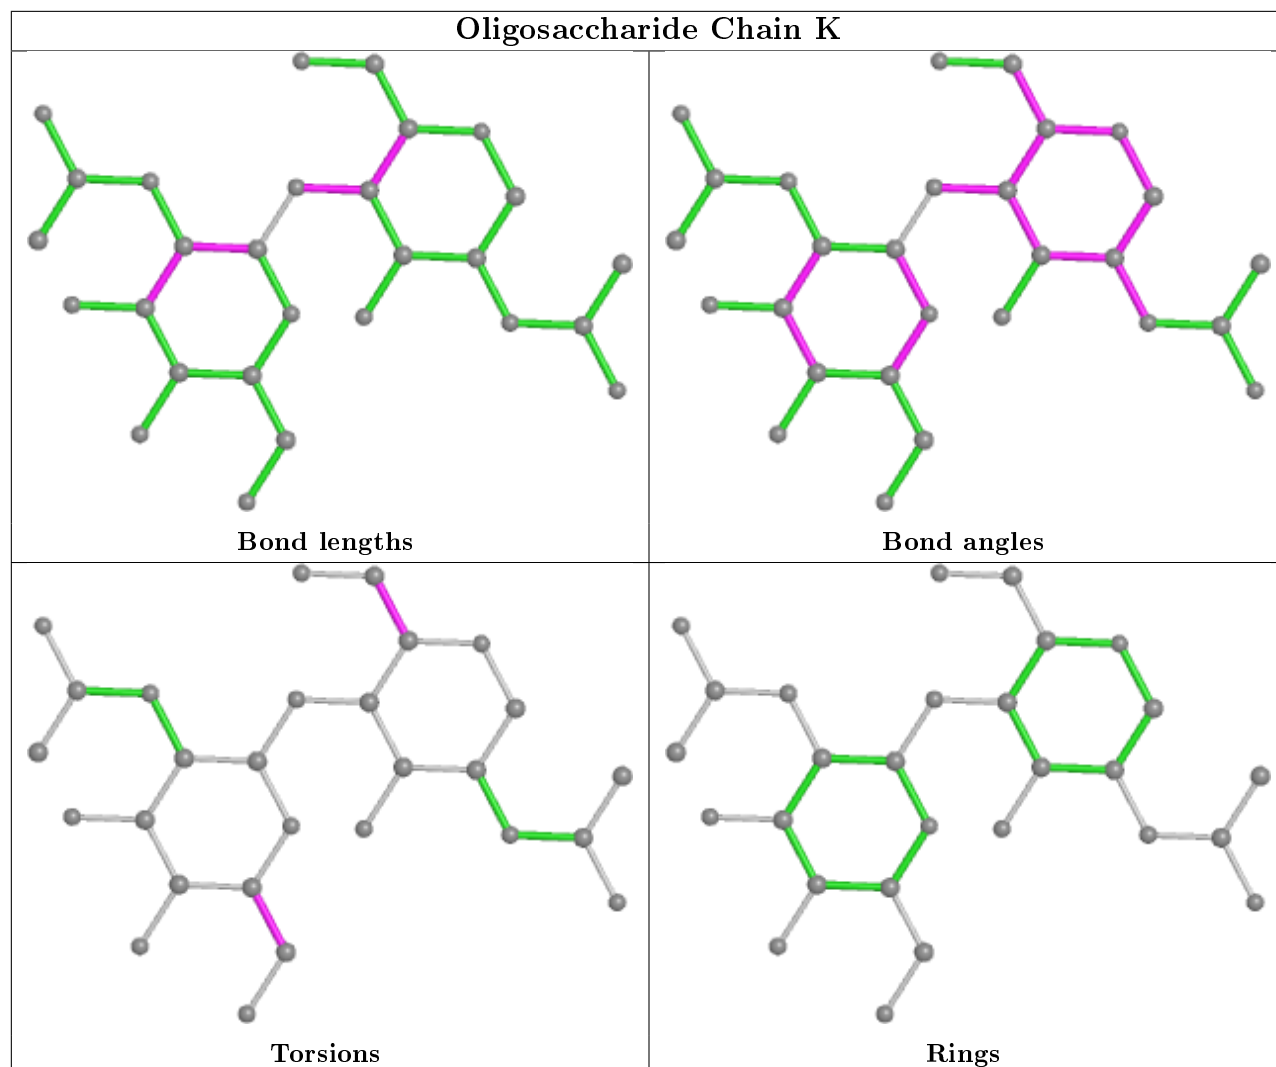 Oligosaccharide Chain K
Bond lengths
Bond angles
Torsions
Rings